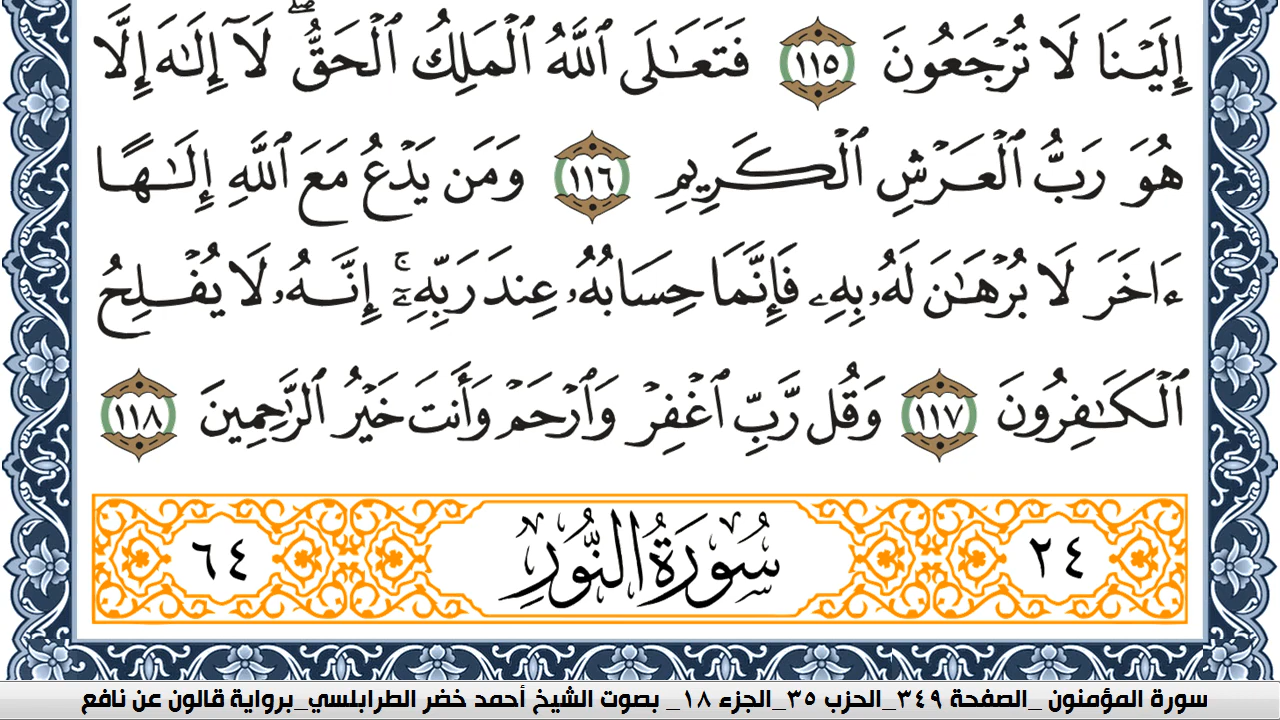 إِلَيْنَا لَا تُرْجَعُونَ ١١٥ فَتَعَٰلَى ٱللَّهُ ٱلْمَلِكُ ٱلْحَقُّۖ لَآ إِلَٰهَ إِلَّا
هُوَ رَبُّ ٱلْعَرْشِ ٱلْكَرِيمِ ١١٦ وَمَن يَدْعُ مَعَ ٱللَّهِ إِلَٰهًا
ءَاخَرَ لَا بُرْهَٰنَ لَهُۥ بِهِۦ فَإِنَّمَا حِسَابُهُۥ عِندَ رَبِّهِۦٓۚ إِنَّهُۥ لَا يُفْلِحُ
ٱلْكَٰفِرُونَ ١١٧ وَقُل رَّبِّ ٱغْفِرْ وَٱرْحَمْ وَأَنتَ خَيْرُ ٱلرَّٰحِمِينَ ١١٨
٢٤ سُورَةُ النُّورِ ٦٤
سورة المؤمنون _الصفحة ٣٤٩_الحزب ٣٥_الجزء ١٨_ بصوت الشيخ أحمد خضر الطرابلسي_برواية قالون عن نافع